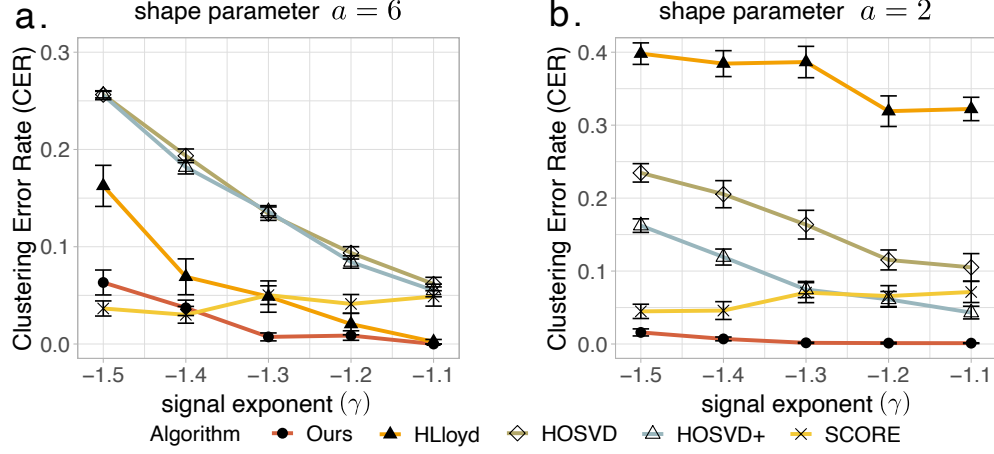 a. shape parameter a = 6
Clustering Error Rate (CER)
0.3
0.2
0.1
0.0
−1.5 −1.4 −1.3 −1.2 −1.1
signal exponent (γ)
b. shape parameter a = 2
Clustering Error Rate (CER)
0.4
0.3
0.2
0.1
0.0
−1.5 −1.4 −1.3 −1.2 −1.1
signal exponent (γ)
Algorithm Ours HLloyd HOSVD HOSVD+ SCORE